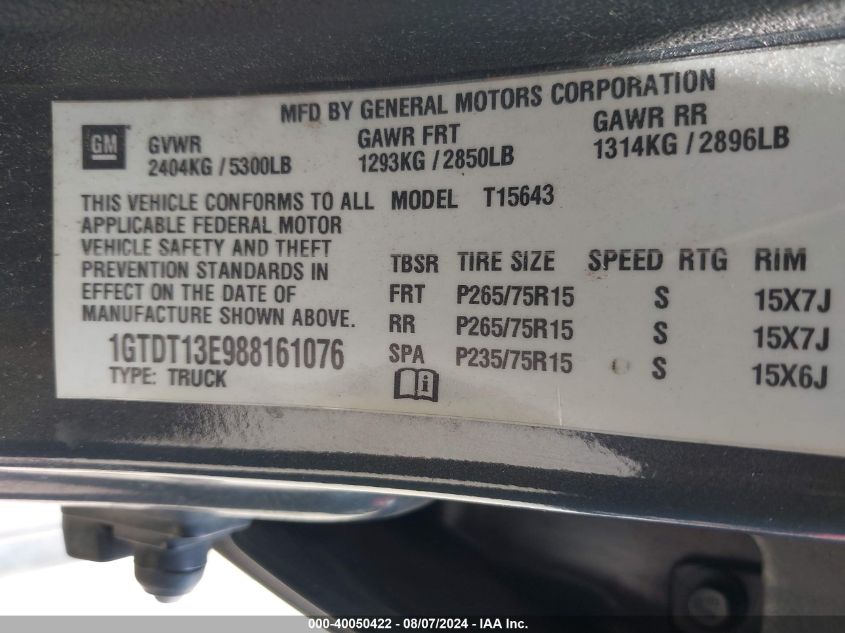 MFD BY GENERAL MOTORS CORPORATION
GM
GVWR GAWR FRT GAWR RR
2404KG / 5300LB 1293KG / 2850LB 1314KG / 2896LB
THIS VEHICLE CONFORMS TO ALL
APPLICABLE FEDERAL MOTOR
VEHICLE SAFETY AND THEFT
PREVENTION STANDARDS IN
EFFECT ON THE DATE OF
MANUFACTURE SHOWN ABOVE.
1GTDT13E988161076
TYPE: TRUCK
MODEL T15643
TBSR TIRE SIZE SPEED RTG RIM
FRT P265/75R15 S 15X7J
RR P265/75R15 S 15X7J
SPA P235/75R15 S 15X6J
000-40050422 - 08/07/2024 - Copyright © IAA, Inc.